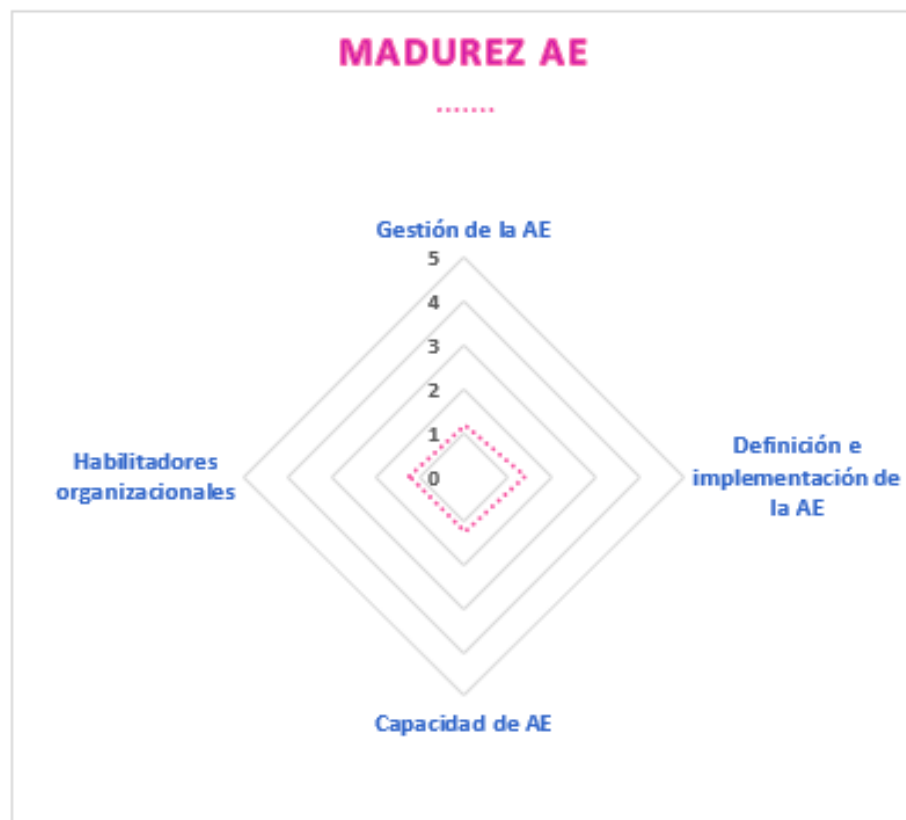 MADUREZ AE
Gestión de la AE
5
4
3
2
1
0
Definición e
implementación de
la AE
Habilitadores
organizacionales
Capacidad de AE